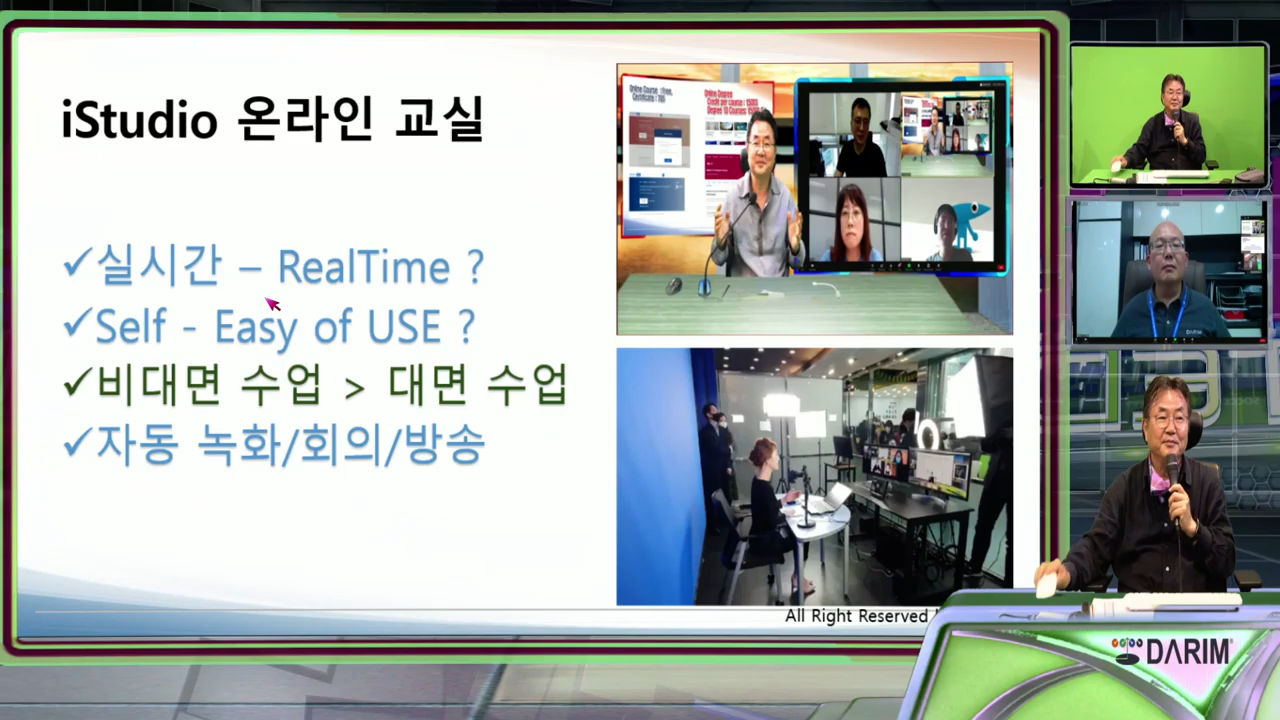 iStudio 온라인 교실
✓실시간 – RealTime ?
✓Self - Easy of USE ?
✓비대면 수업 > 대면 수업
✓자동 녹화/회의/방송
All Right Reserved
DARIM
DARIM